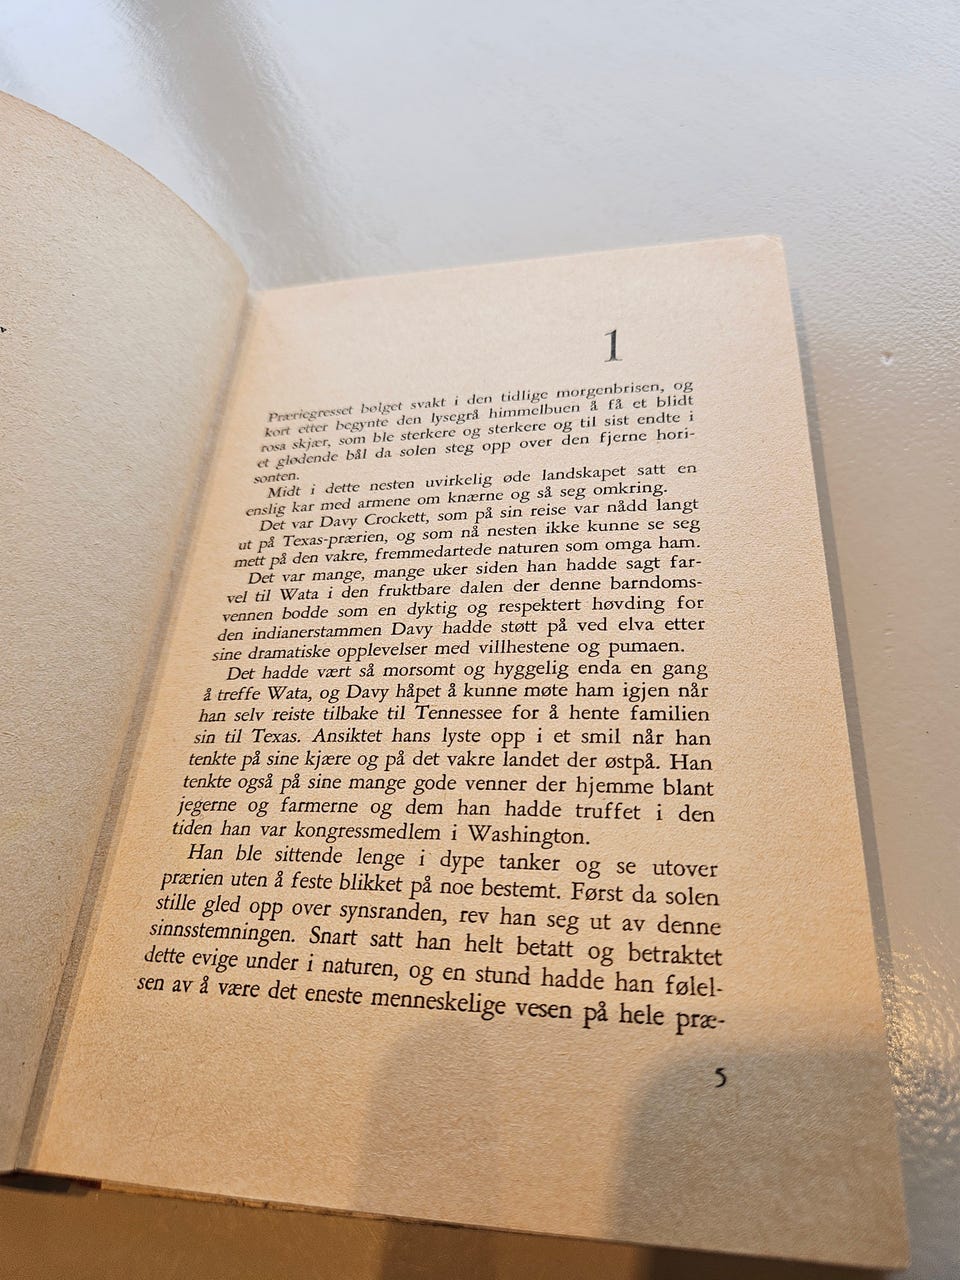 1
Præriegresset bølget svakt i den tidlige morgenbrisen, og
kort etter begynte den lysegrå himmelbuen å få et blidt
rosa skjær, som ble sterkere og sterkere og til sist endte i
et glødende bål da solen steg opp over den fjerne hori-
sonten.
Midt i dette nesten uvirkelig øde landskapet satt en
enslig kar med armene om knærne og så seg omkring.
Det var Davy Crockett, som på sin reise var nådd langt
ut på Texas-prærien, og som nå nesten ikke kunne se seg
mett på den vakre, fremmedartede naturen som omga ham.
Det var mange, mange uker siden han hadde sagt far-
vel til Wata i den fruktbare dalen der denne barndoms-
vennen bodde som en dyktig og respektert høvding for
den indianerstammen Davy hadde støtt på ved elva etter
sine dramatiske opplevelser med villhestene og pumaen.
Det hadde vært så morsomt og hyggelig enda en gang
å treffe Wata, og Davy håpet å kunne møte ham igjen når
han selv reiste tilbake til Tennessee for å hente familien
sin til Texas. Ansiktet hans lyste opp i et smil når han
tenkte på sine kjære og på det vakre landet der østpå. Han
tenkte også på sine mange gode venner der hjemme blant
jegerne og farmerne og dem han hadde truffet i den
tiden han var kongressmedlem i Washington.
Han ble sittende lenge i dype tanker og se utover
prærien uten å feste blikket på noe bestemt. Først da solen
stille gled opp over synsranden, rev han seg ut av denne
sinnsstemningen. Snart satt han helt betatt og betraktet
dette evige under i naturen, og en stund hadde han følel-
sen av å være det eneste menneskelige vesen på hele præ-
5